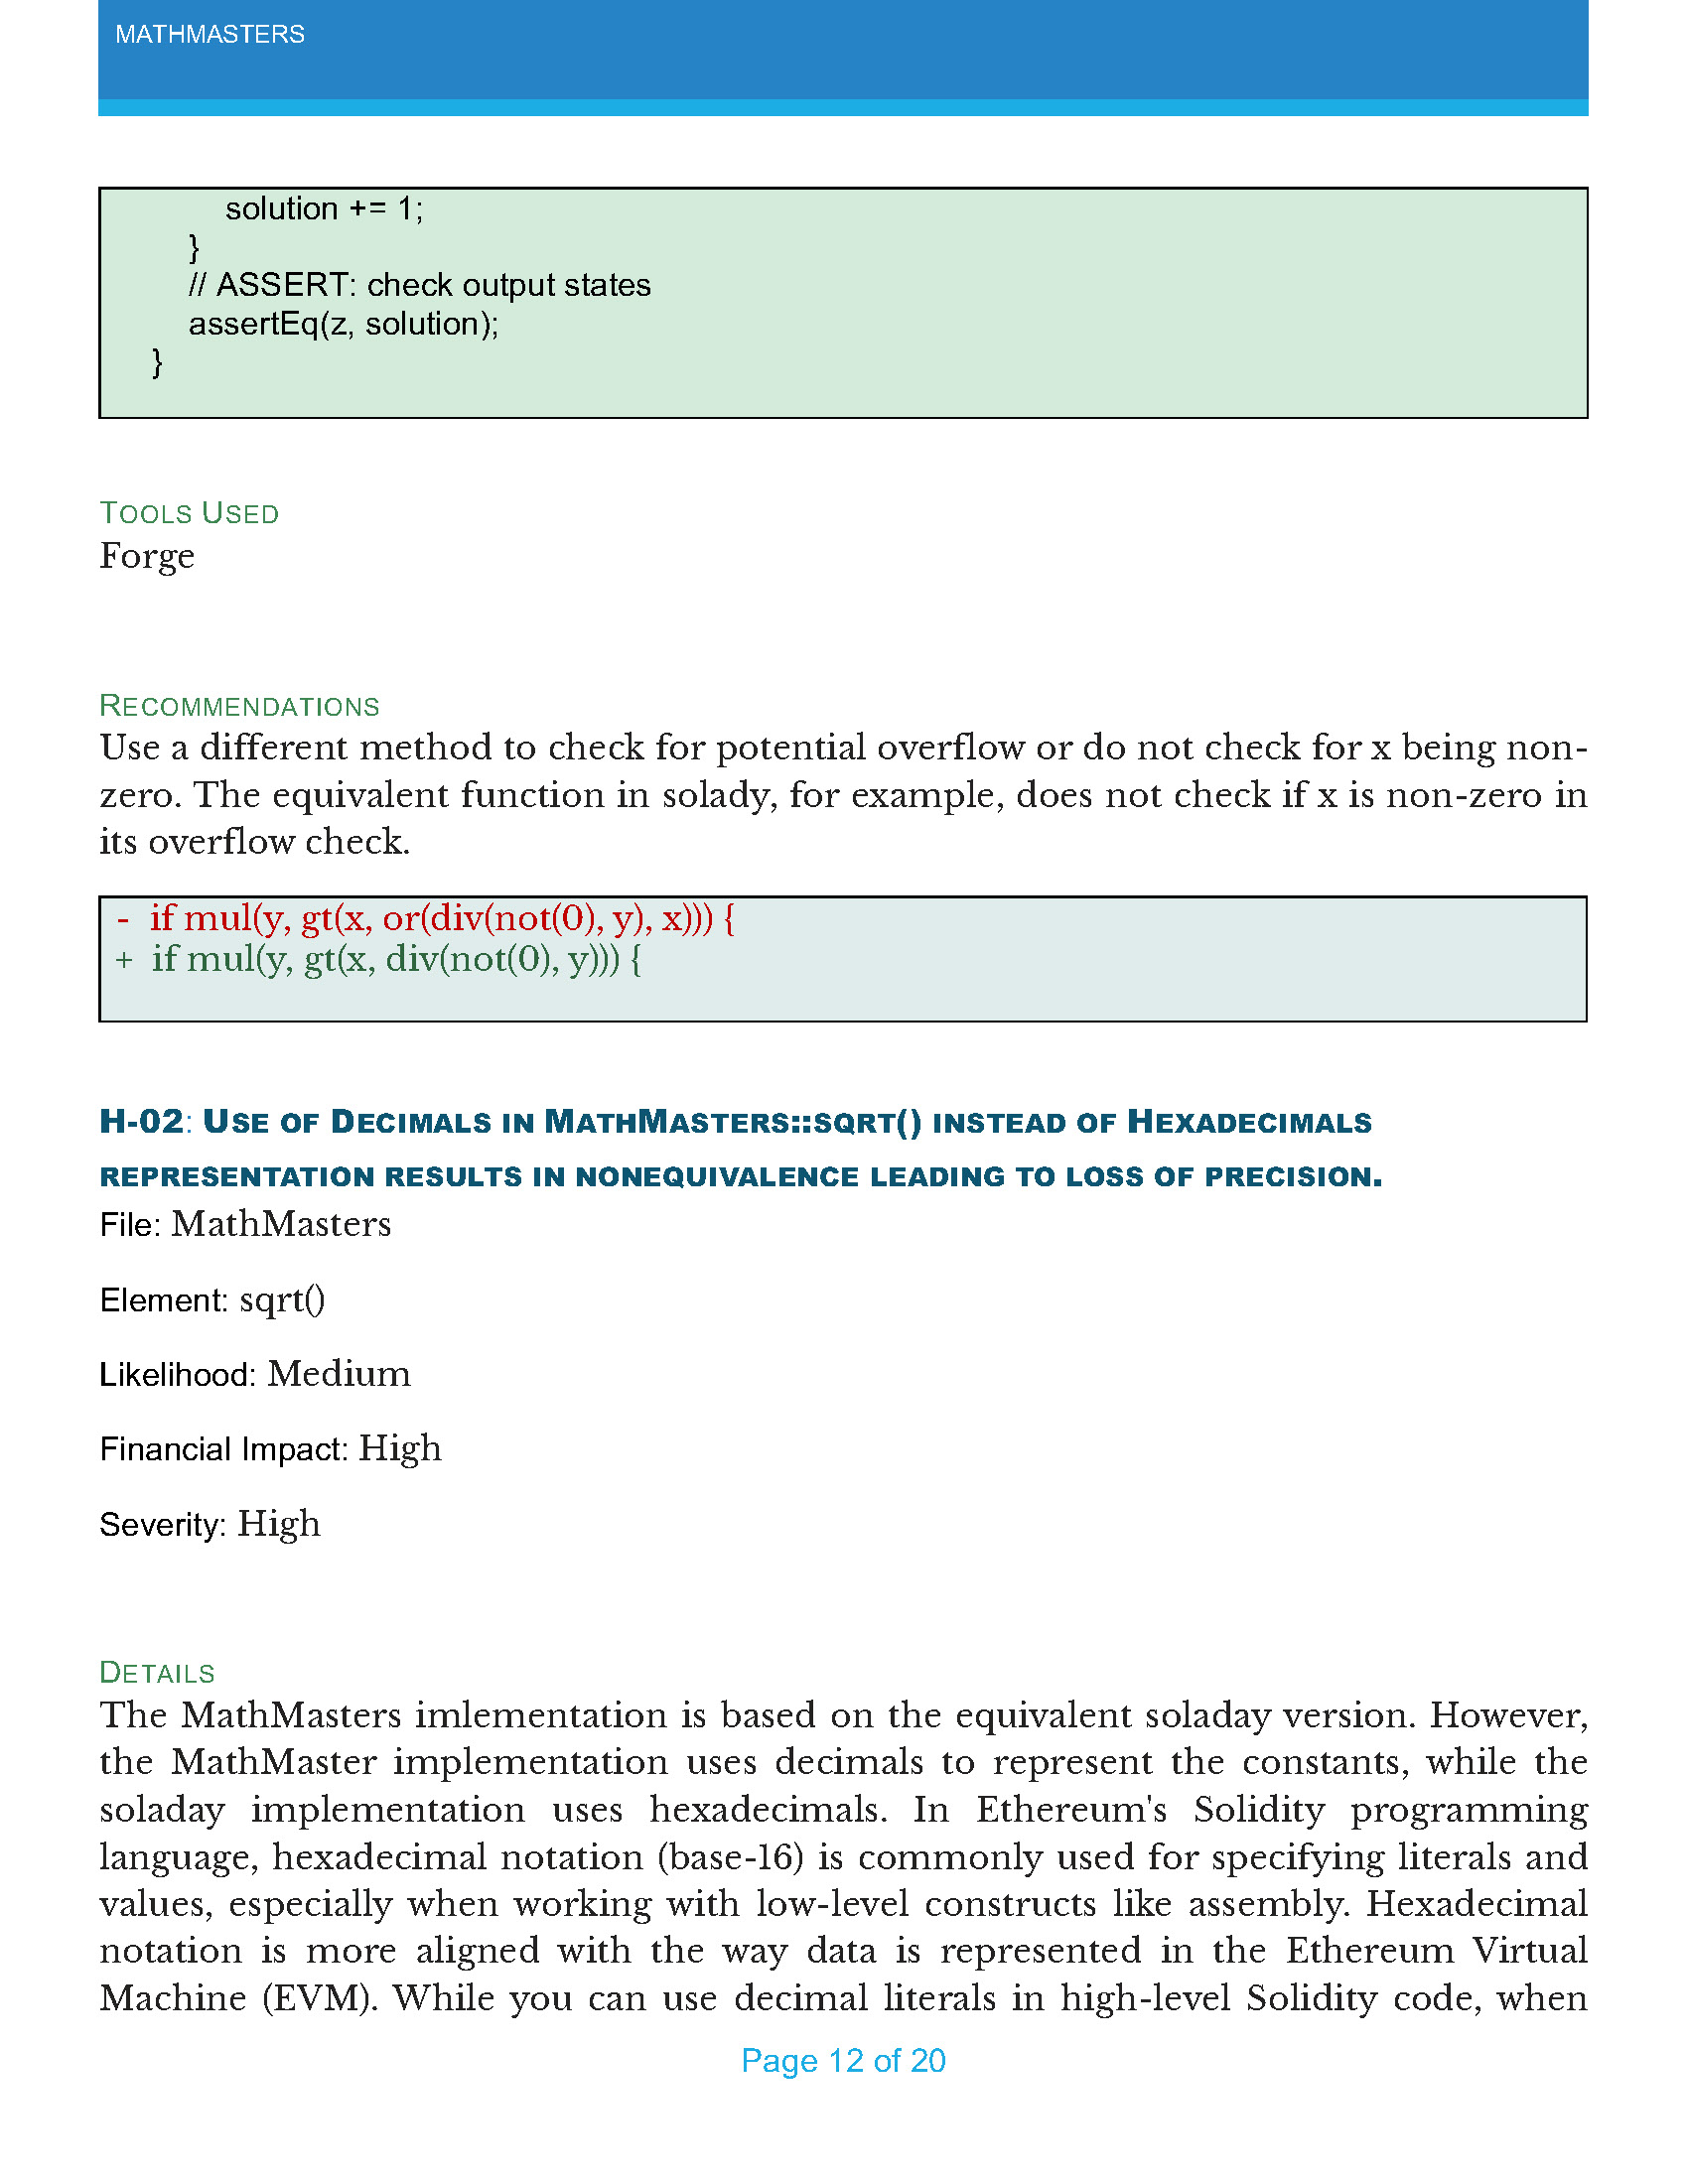 MATHMASTERS
solution += 1;
}
// ASSERT: check output states
assertEq(z, solution);
}
TOOLS USED
Forge
RECOMMENDATIONS
Use a different method to check for potential overflow or do not check for x being non-
zero. The equivalent function in solady, for example, does not check if x is non-zero in
its overflow check.
- if mul(y, gt(x, or(div(not(0), y), x))) {
+ if mul(y, gt(x, div(not(0), y))) {
H-02: USE OF DECIMALS IN MATHMASTERS::SQRT() INSTEAD OF HEXADECIMALS
REPRESENTATION RESULTS IN NONEQUIVALENCE LEADING TO LOSS OF PRECISION.
File: MathMasters
Element: sqrt()
Likelihood: Medium
Financial Impact: High
Severity: High
DETAILS
The MathMasters imlementation is based on the equivalent soladay version. However,
the MathMaster implementation uses decimals to represent the constants, while the
soladay implementation uses hexadecimals. In Ethereum's Solidity programming
language, hexadecimal notation (base-16) is commonly used for specifying literals and
values, especially when working with low-level constructs like assembly. Hexadecimal
notation is more aligned with the way data is represented in the Ethereum Virtual
Machine (EVM). While you can use decimal literals in high-level Solidity code, when
Page 12 of 20